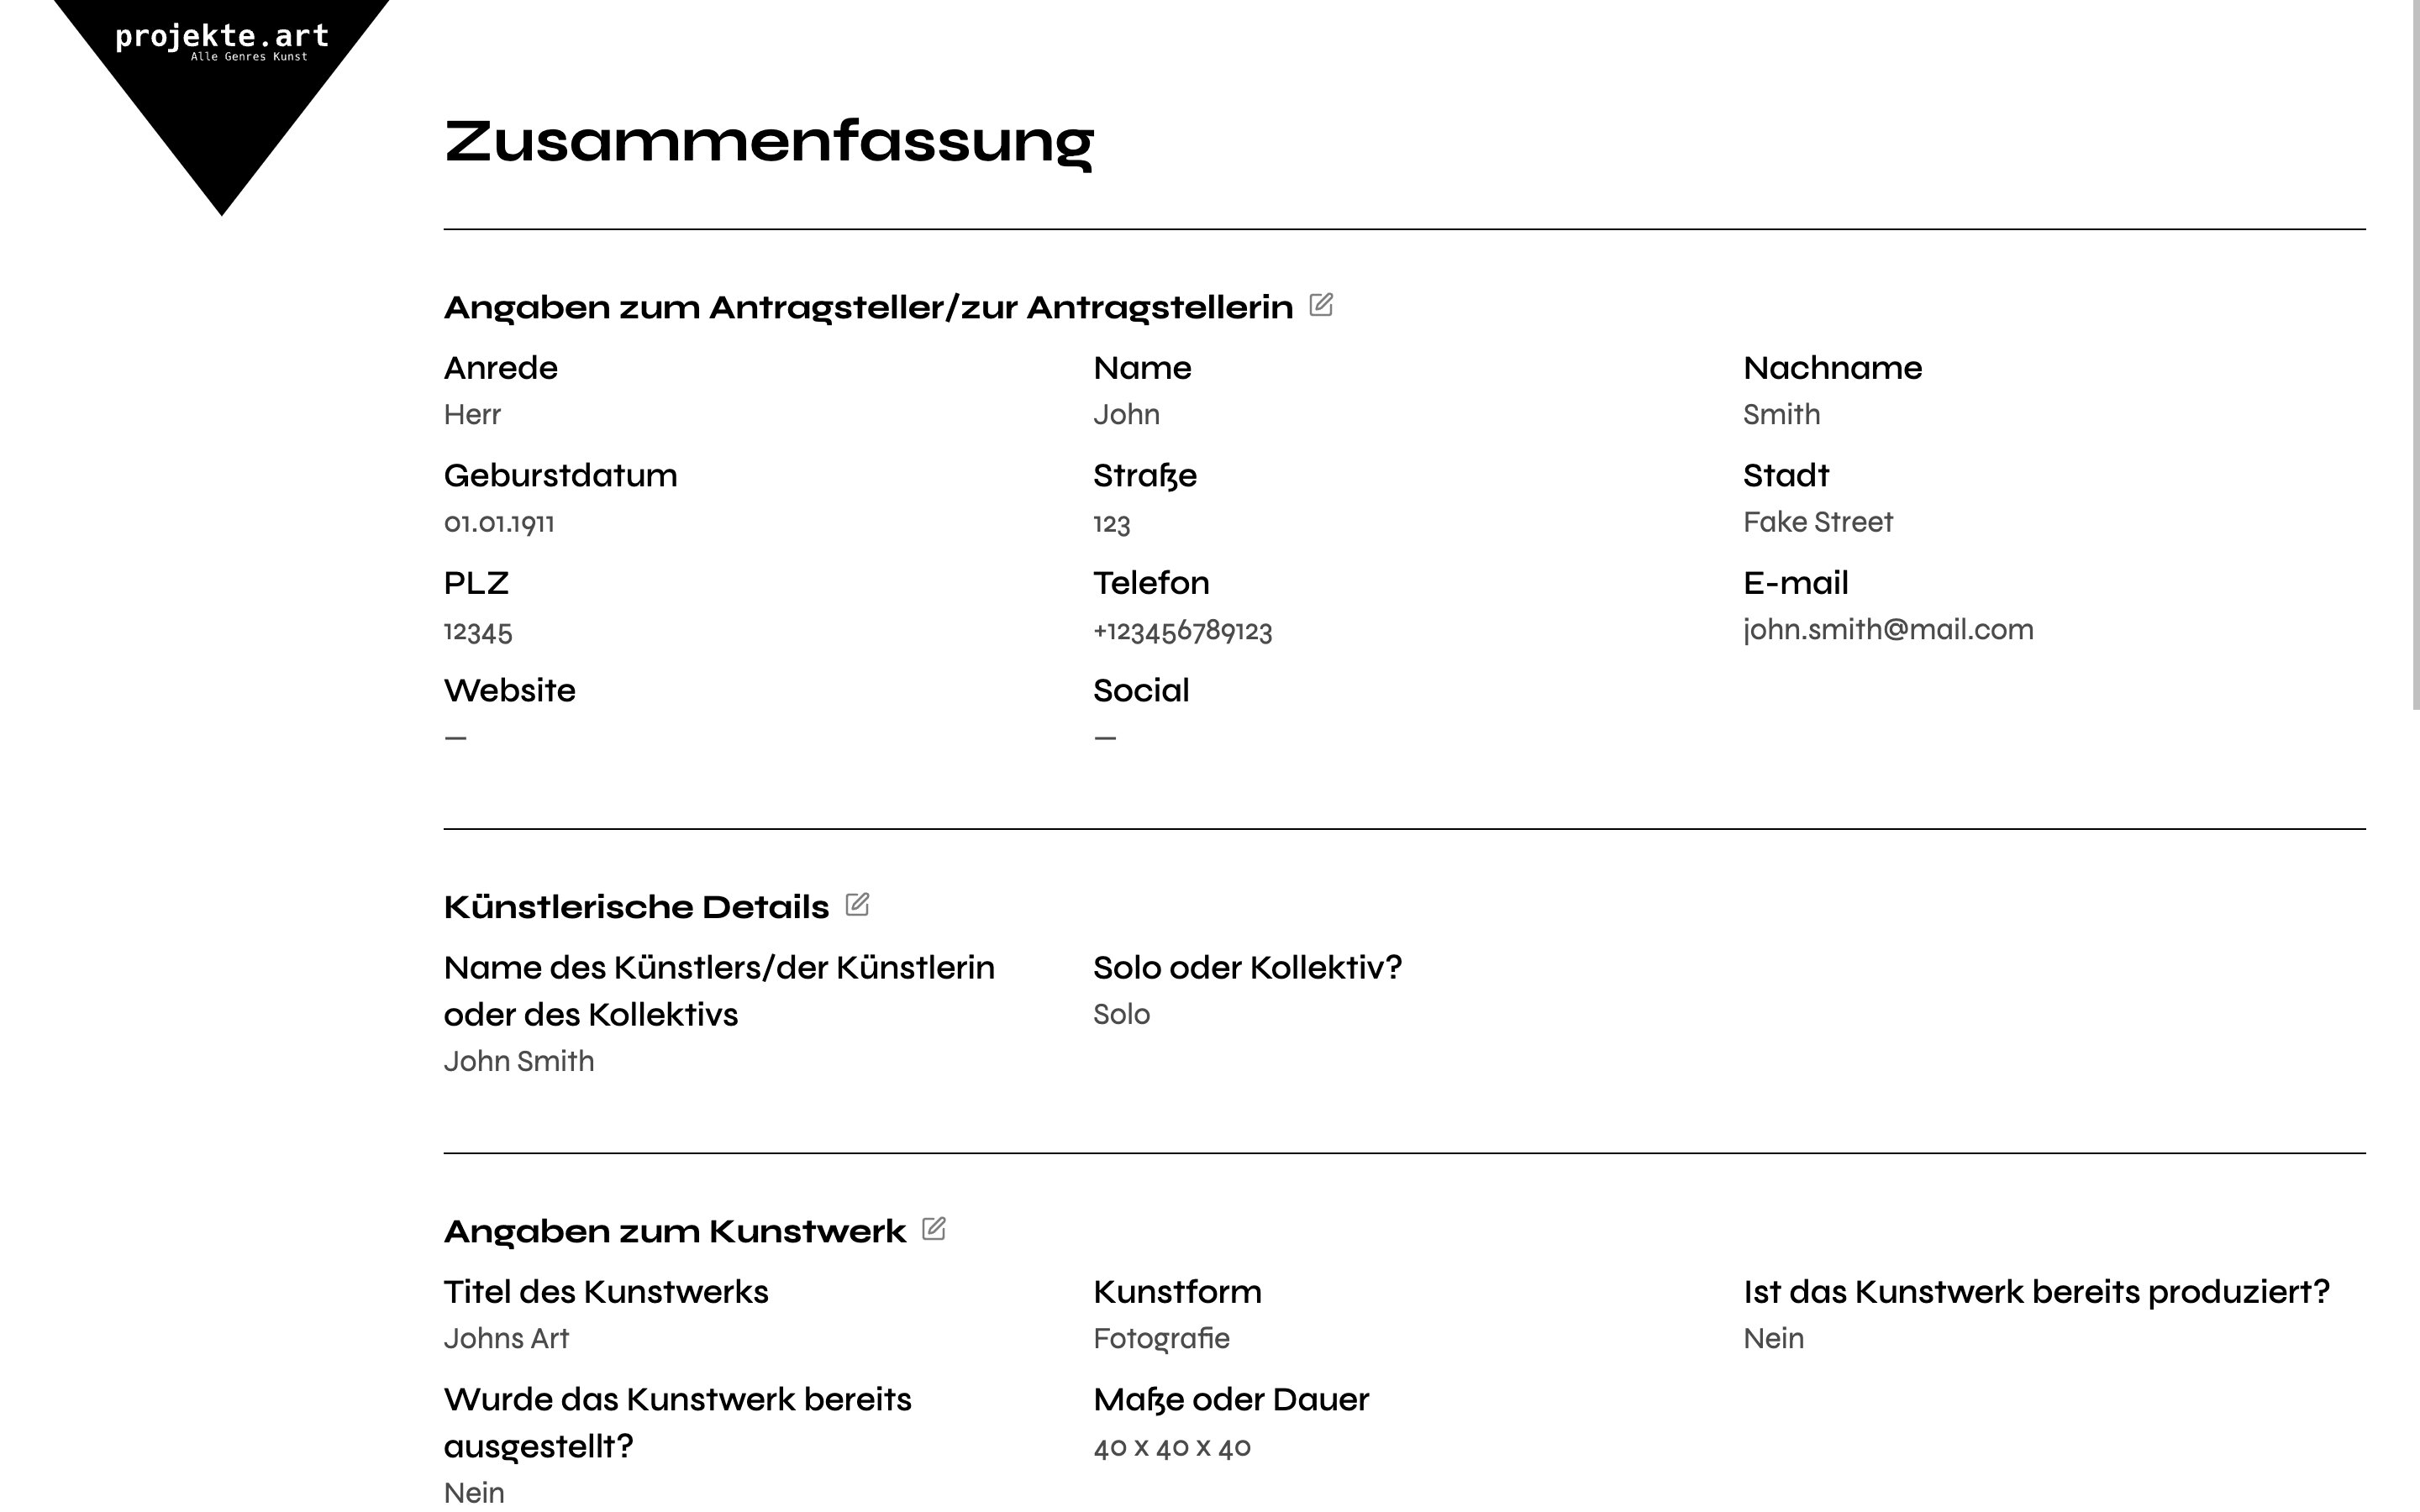 projekte.art
Alle Genres Kunst
Zusammenfassung
Angaben zum Antragsteller/zur Antragstellerin
Anrede
Herr
Name
John
Nachname
Smith
Geburstdatum
01.01.1911
Straße
123
Stadt
Fake Street
PLZ
12345
Telefon
+123456789123
E-mail
john.smith@mail.com
Website
—
Social
—
Künstlerische Details
Name des Künstlers/der Künstlerin
oder des Kollektivs
John Smith
Solo oder Kollektiv?
Solo
Angaben zum Kunstwerk
Titel des Kunstwerks
Johns Art
Kunstform
Fotografie
Ist das Kunstwerk bereits produziert?
Nein
Wurde das Kunstwerk bereits
ausgestellt?
Nein
Maße oder Dauer
40 x 40 x 40